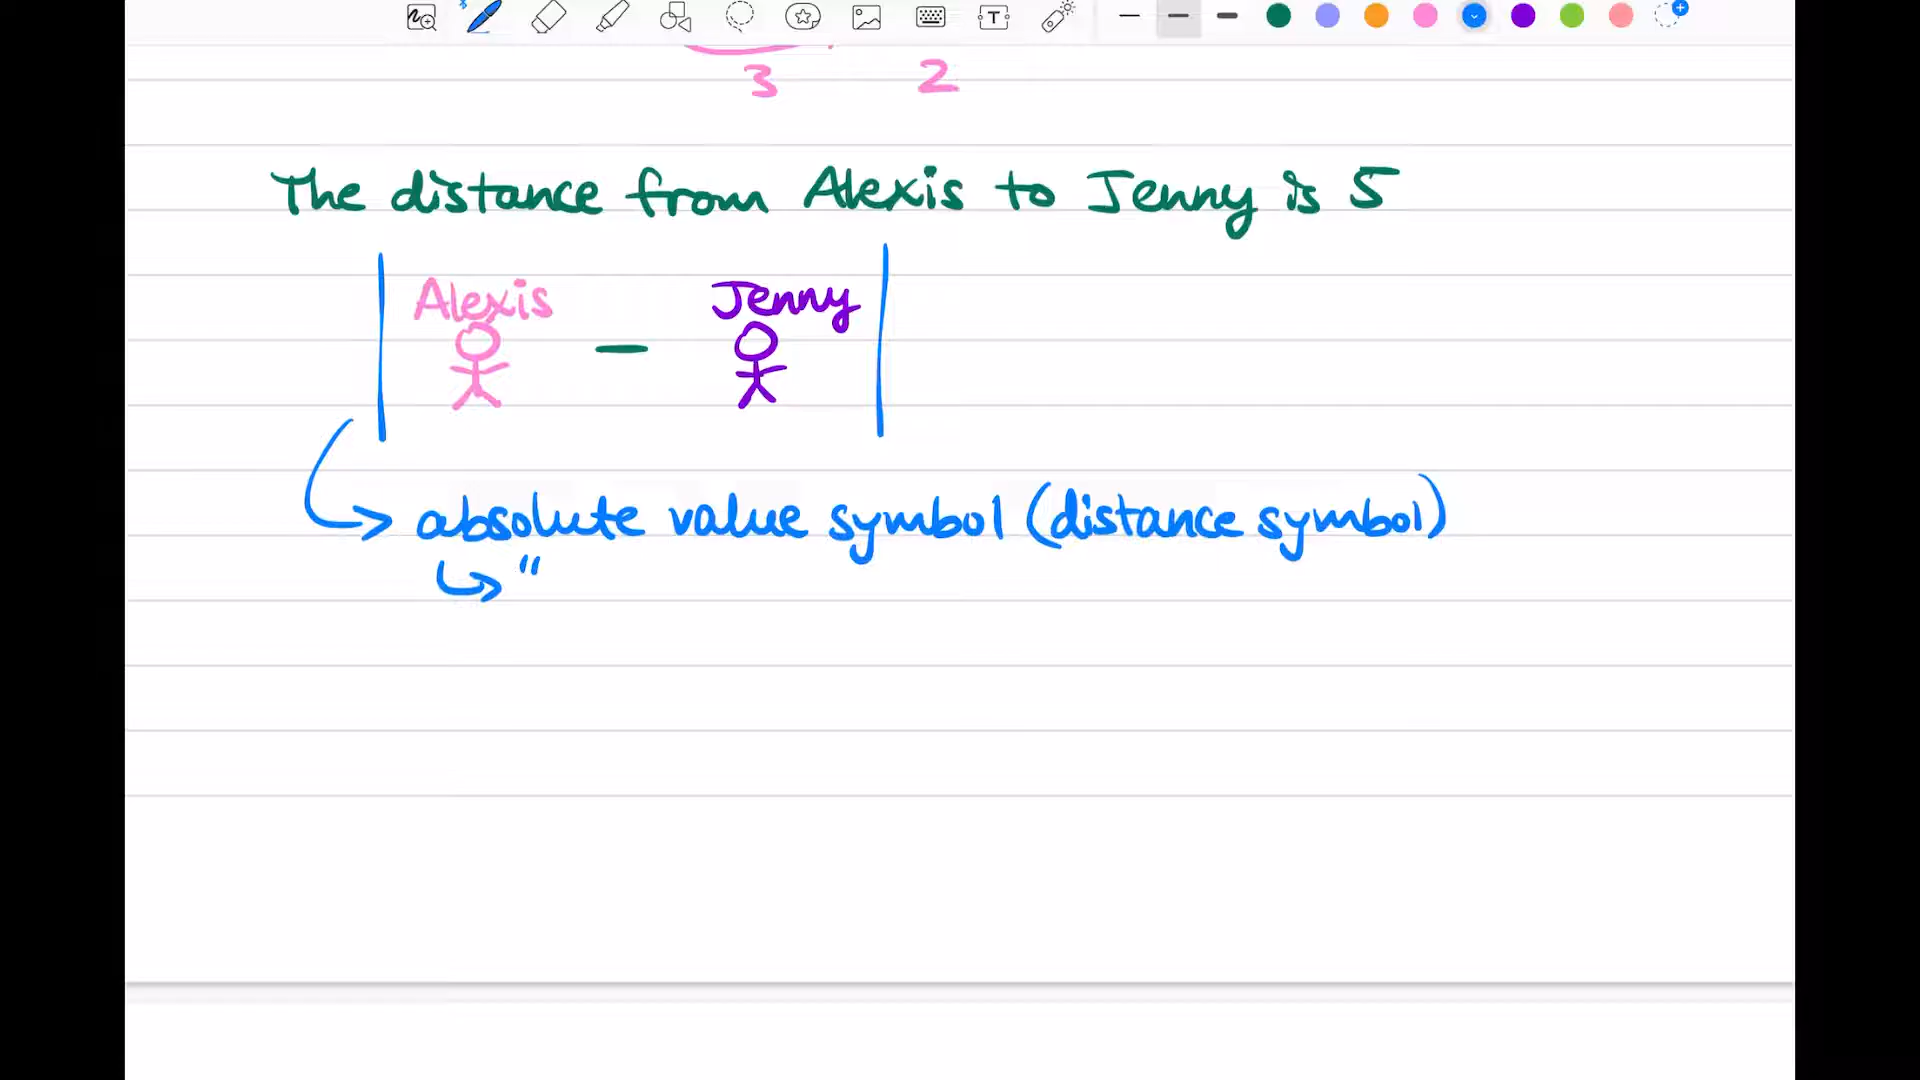 3 2
The distance from Alexis to Jenny is 5
| Alexis - Jenny |
↳ absolute value symbol (distance symbol)
↳ "